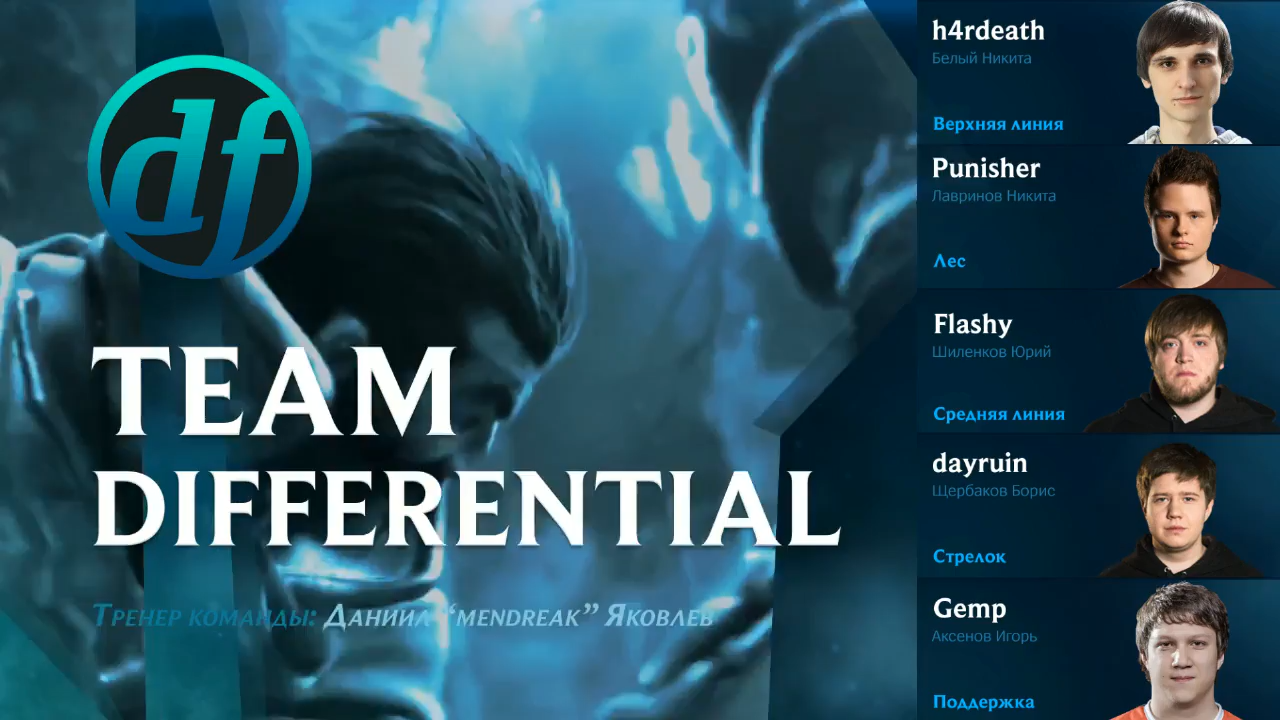 df
TEAM
DIFFERENTIAL
Тренер команды: Даниил “mendreak” Яковлев
h4rdeath
Белый Никита
Верхняя линия
Punisher
Лавринов Никита
Лес
Flashy
Шиленков Юрий
Средняя линия
dayruin
Щербаков Борис
Стрелок
Gemp
Аксенов Игорь
Поддержка